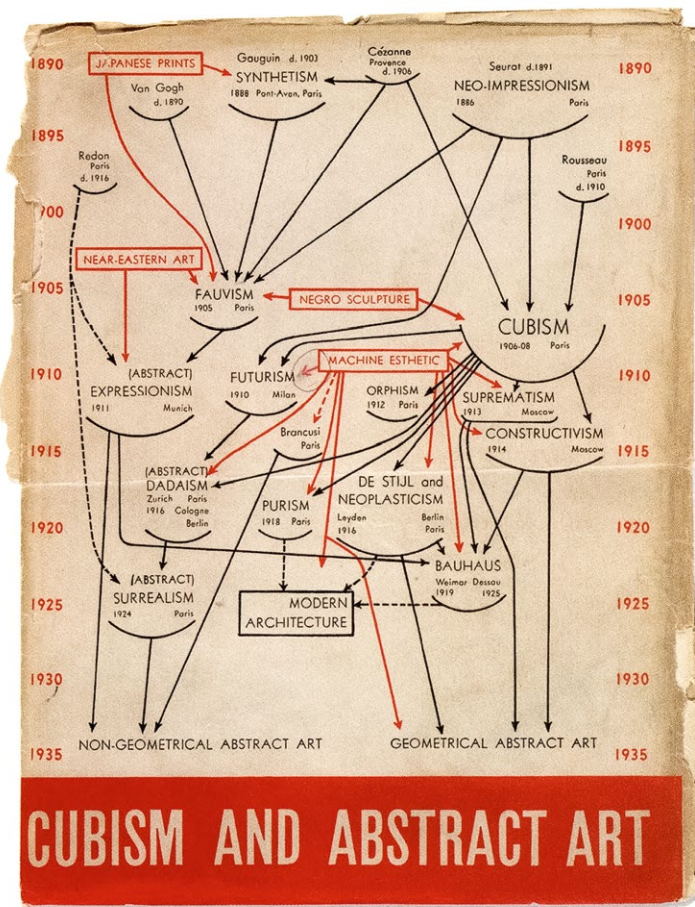 1890
JAPANESE PRINTS
Gauguin d. 1903
SYNTHETISM
1888 Pont-Aven, Paris
Cézanne
Provence
d. 1906
Seurat d.1891
NEO-IMPRESSIONISM
1886 Paris
1890
Van Gogh
d. 1890
1895
1895
Redon
Paris
d. 1916
Rousseau
Paris
d. 1910
1900
NEAR-EASTERN ART
1905
FAUVISM
1905 Paris
NEGRO SCULPTURE
1905
CUBISM
1906-08 Paris
MACHINE ESTHETIC
1910
(ABSTRACT)
EXPRESSIONISM
1911 Munich
FUTURISM
1910 Milan
ORPHISM
1912 Paris
SUPREMATISM
1913 Moscow
1910
Brancusi
Paris
CONSTRUCTIVISM
1914 Moscow
1915
1915
(ABSTRACT)
DADAISM
Zurich Paris
1916 Cologne
Berlin
PURISM
1918 Paris
DE STIJL and
NEOPLASTICISM
Leyden Berlin
1916 Paris
1920
1920
(ABSTRACT)
SURREALISM
1924 Paris
BAUHAUS
Weimar Dessau
1919 1925
1925
MODERN
ARCHITECTURE
1925
1930
1930
1935
NON-GEOMETRICAL ABSTRACT ART
GEOMETRICAL ABSTRACT ART
1935
CUBISM AND ABSTRACT ART